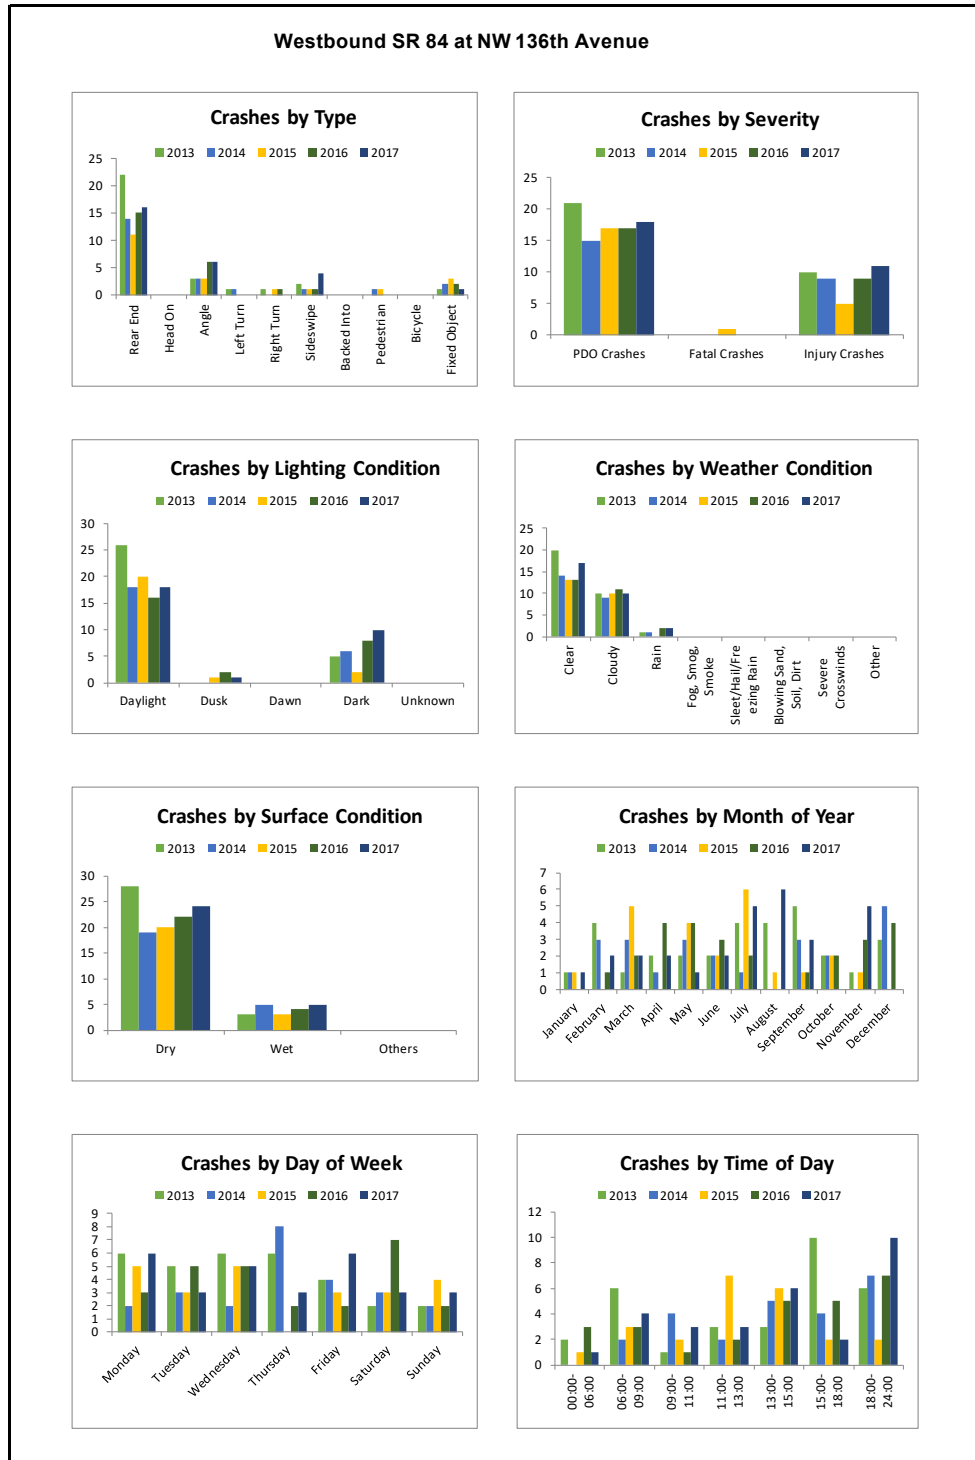 Westbound SR 84 at NW 136th Avenue
Crashes by Type
2013 2014 2015 2016 2017
25
20
15
10
5
0
Rear End
Head On
Angle
Left Turn
Right Turn
Sideswipe
Backed Into
Pedestrian
Bicycle
Fixed Object
Crashes by Severity
2013 2014 2015 2016 2017
25
20
15
10
5
0
PDO Crashes Fatal Crashes Injury Crashes
Crashes by Lighting Condition
2013 2014 2015 2016 2017
30
25
20
15
10
5
0
Daylight Dusk Dawn Dark Unknown
Crashes by Weather Condition
2013 2014 2015 2016 2017
25
20
15
10
5
0
Clear
Cloudy
Rain
Fog, Smog,
Smoke
Sleet/Hail/Fre
ezing Rain
Blowing Sand,
Soil, Dirt
Severe
Crosswinds
Other
Crashes by Surface Condition
2013 2014 2015 2016 2017
30
25
20
15
10
5
0
Dry Wet Others
Crashes by Month of Year
2013 2014 2015 2016 2017
7
6
5
4
3
2
1
0
January
February
March
April
May
June
July
August
September
October
November
December
Crashes by Day of Week
2013 2014 2015 2016 2017
9
8
7
6
5
4
3
2
1
0
Monday
Tuesday
Wednesday
Thursday
Friday
Saturday
Sunday
Crashes by Time of Day
2013 2014 2015 2016 2017
12
10
8
6
4
2
0
00:00-
06:00
06:00-
09:00
09:00-
11:00
11:00-
13:00
13:00-
15:00
15:00-
18:00
18:00-
24:00